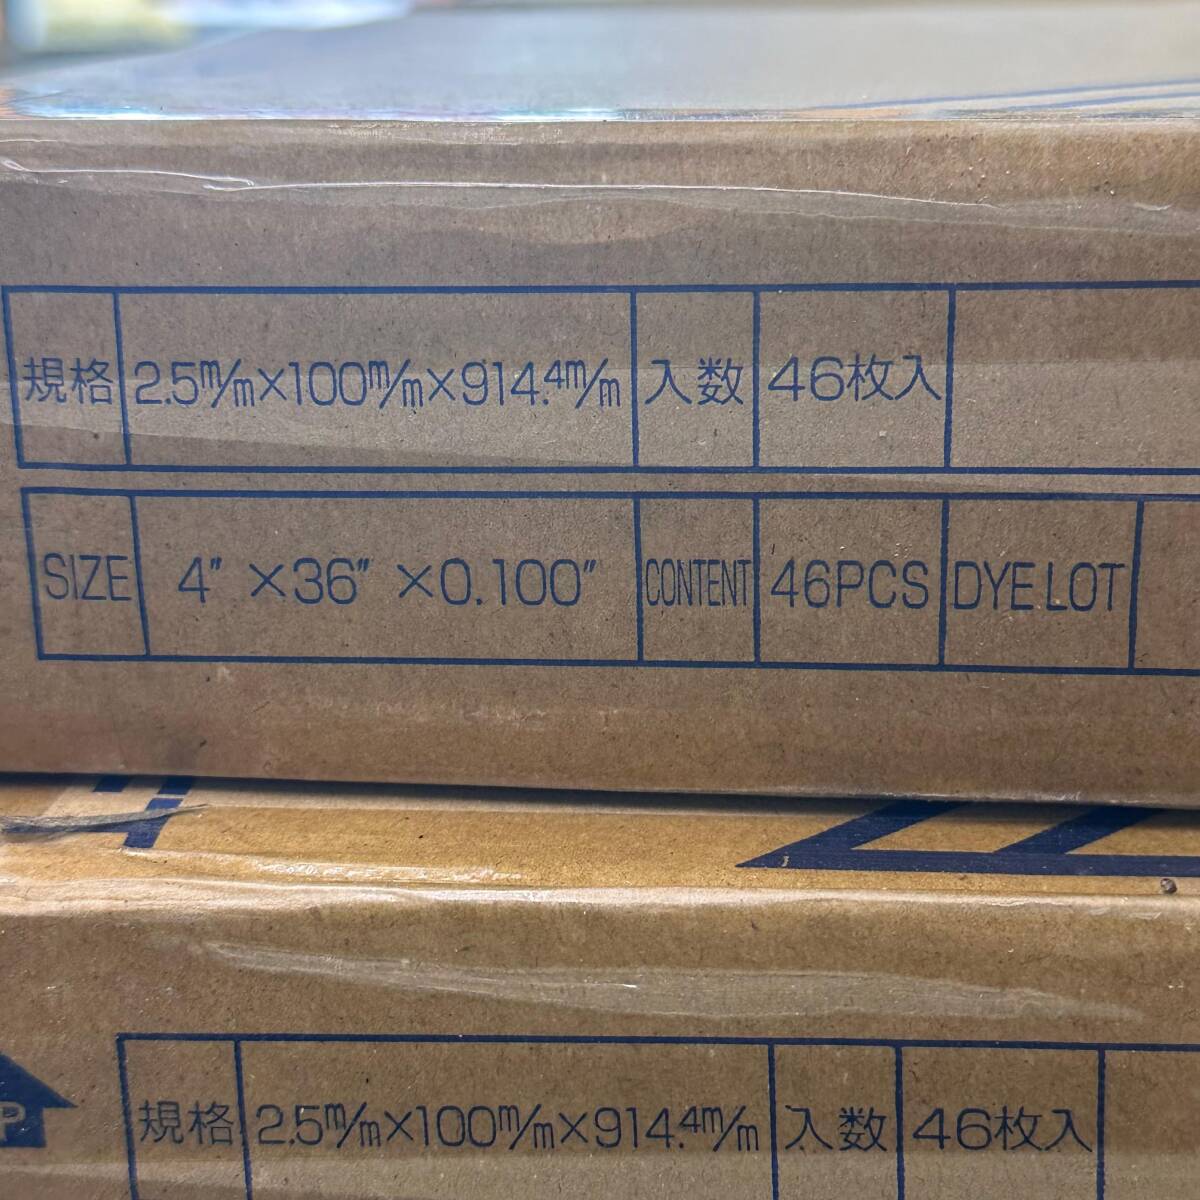 規格 2.5m/m×100m/m×914.4m/m 入数 46枚入
SIZE 4″×36″×0.100″ CONTENT 46PCS DYE LOT
P
規格 2.5m/m×100m/m×914.4m/m 入数 46枚入